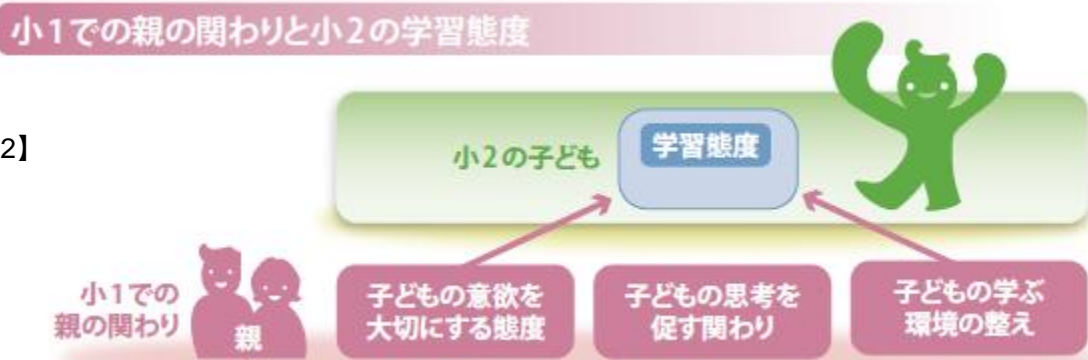 小1での親の関わりと小2の学習態度
2】
小2の子ども
学習態度
小1での
親の関わり
親
子どもの意欲を
大切にする態度
子どもの思考を
促す関わり
子どもの学ぶ
環境の整え